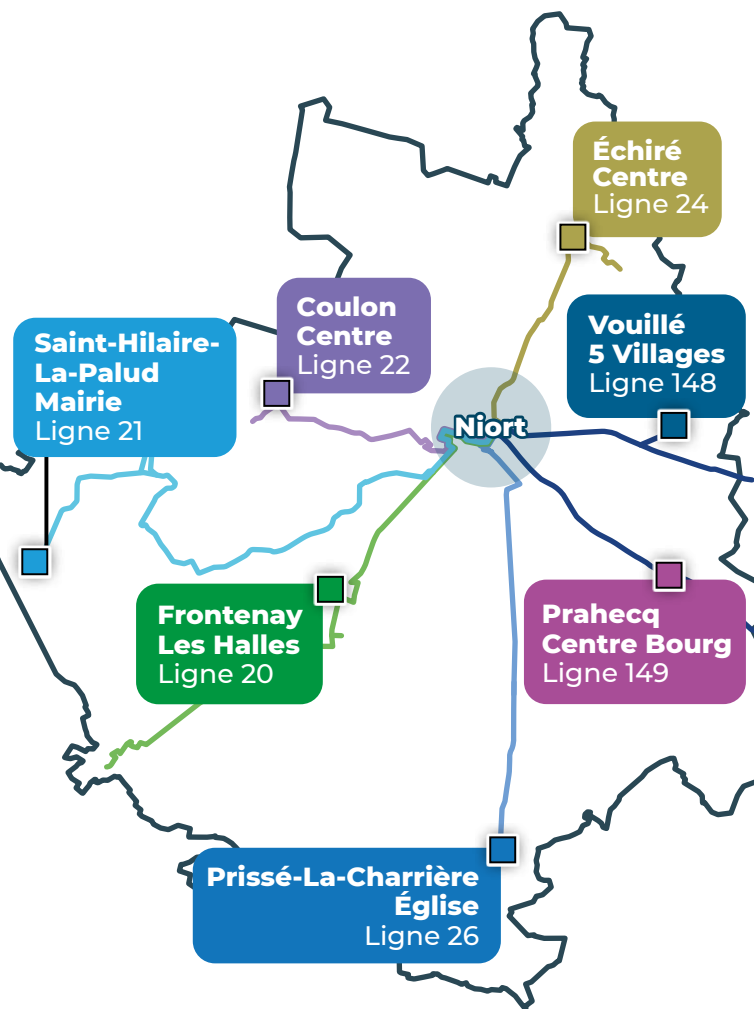 Échiré
Centre
Ligne 24
Coulon
Centre
Ligne 22
Vouillé
5 Villages
Ligne 148
Saint-Hilaire-
La-Palud
Mairie
Ligne 21
Niort
Frontenay
Les Halles
Ligne 20
Prahecq
Centre Bourg
Ligne 149
Prissé-La-Charrière
Église
Ligne 26